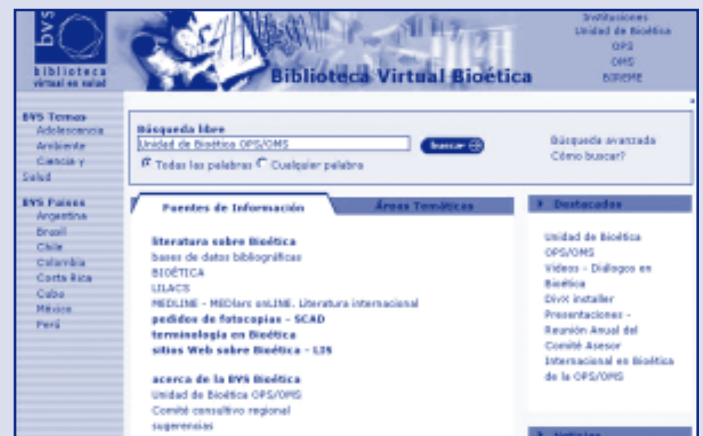 bvs
biblioteca
virtual en salud
Biblioteca Virtual Bioética
Instituciones
Unidad de Bioética
OPS
OMS
BIREME
BVS Temas
Adolescencia
Ambiente
Ciencia y
Salud
BVS Países
Argentina
Brasil
Chile
Colombia
Costa Rica
Cuba
México
Perú
Búsqueda libre
Unidad de Bioética OPS/OMS
buscar
Todas las palabras Cualquier palabra
Búsqueda avanzada
Cómo buscar?
Fuentes de Información
Áreas Temáticas
literatura sobre Bioética
bases de datos bibliográficas
BIOÉTICA
LILACS
MEDLINE - MEDlars onLINE. Literatura internacional
pedidos de fotocopias - SCAD
terminología en Bioética
sitios Web sobre Bioética - LIS
acerca de la BVS Bioética
Unidad de Bioética OPS/OMS
Comité consultivo regional
sugerencias
Destacados
Unidad de Bioética
OPS/OMS
Videos - Diálogos en
Bioética
DivX installer
Presentaciones -
Reunión Anual del
Comité Asesor
Internacional en Bioética
de la OPS/OMS
Noticias